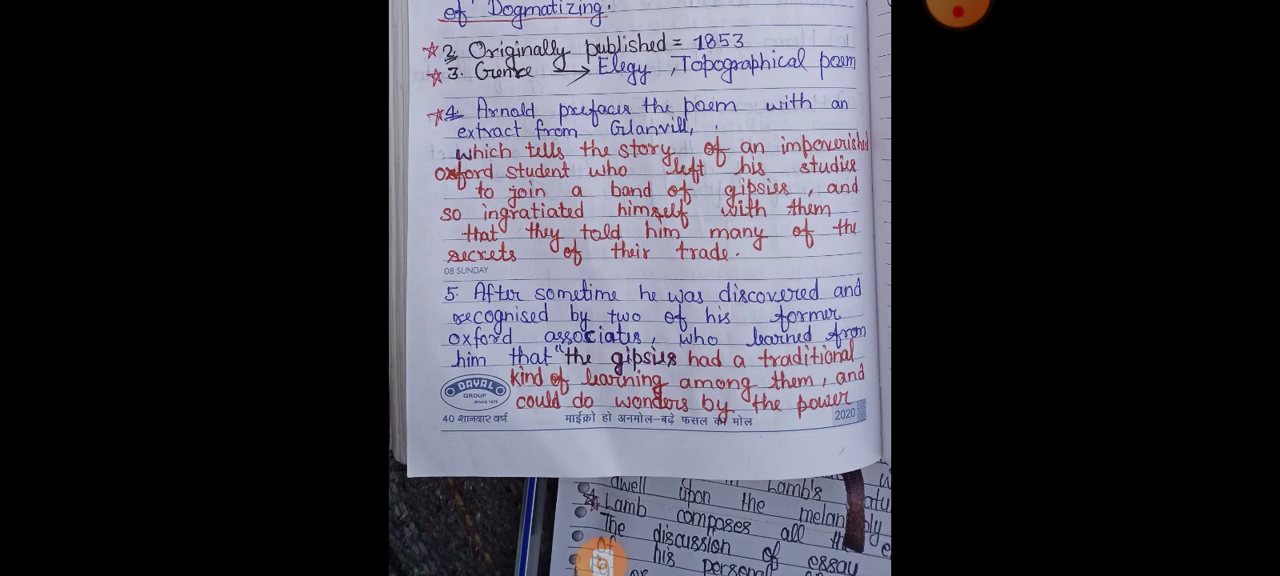 of Dogmatizing.
2. Originally published = 1853
3. Genre → Elegy , Topographical poem
4. Arnold prefaces the poem with an
extract from Glanvill,
which tells the story of an impoverished
oxford student who left his studies
to join a band of gipsies , and
so ingratiated himself with them
that they told him many of the
secrets of their trade.
08 SUNDAY
5. After sometime he was discovered and
recognised by two of his former
oxford associates, who learned from
him that "the gipsies had a traditional
kind of learning among them, and
could do wonders by the power
DAYAL
GROUP
40 शानदार वर्ष
माईक्रो हो अनमोल-बढ़े फसल का मोल
2020
dwell upon the Lamb's
Lamb composes all the
The discussion of essay
of his personal